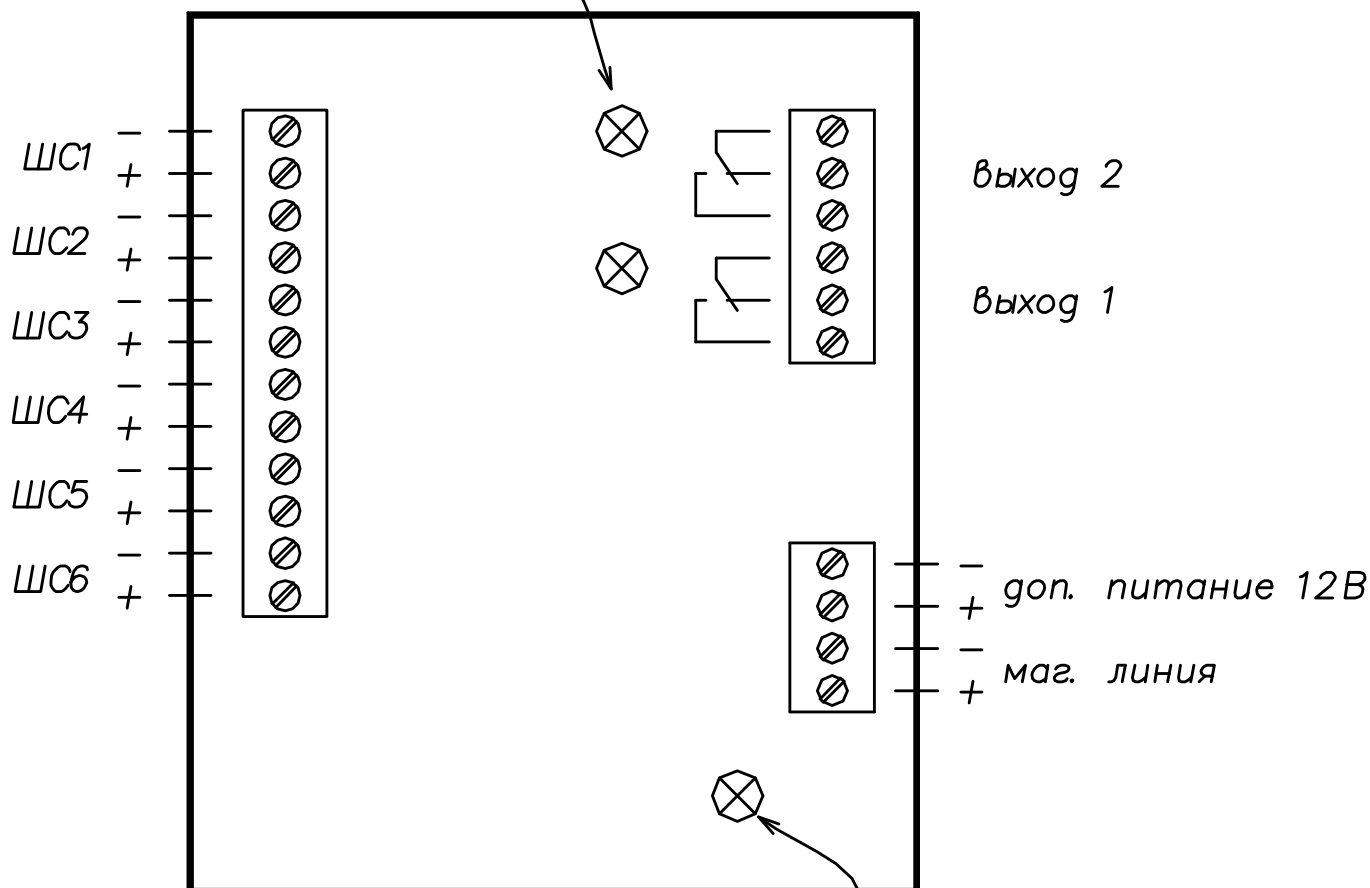 ШС1 − +
ШС2 − +
ШС3 − +
ШС4 − +
ШС5 − +
ШС6 − +
выход 2
выход 1
− + доп. питание 12В
− + маг. линия